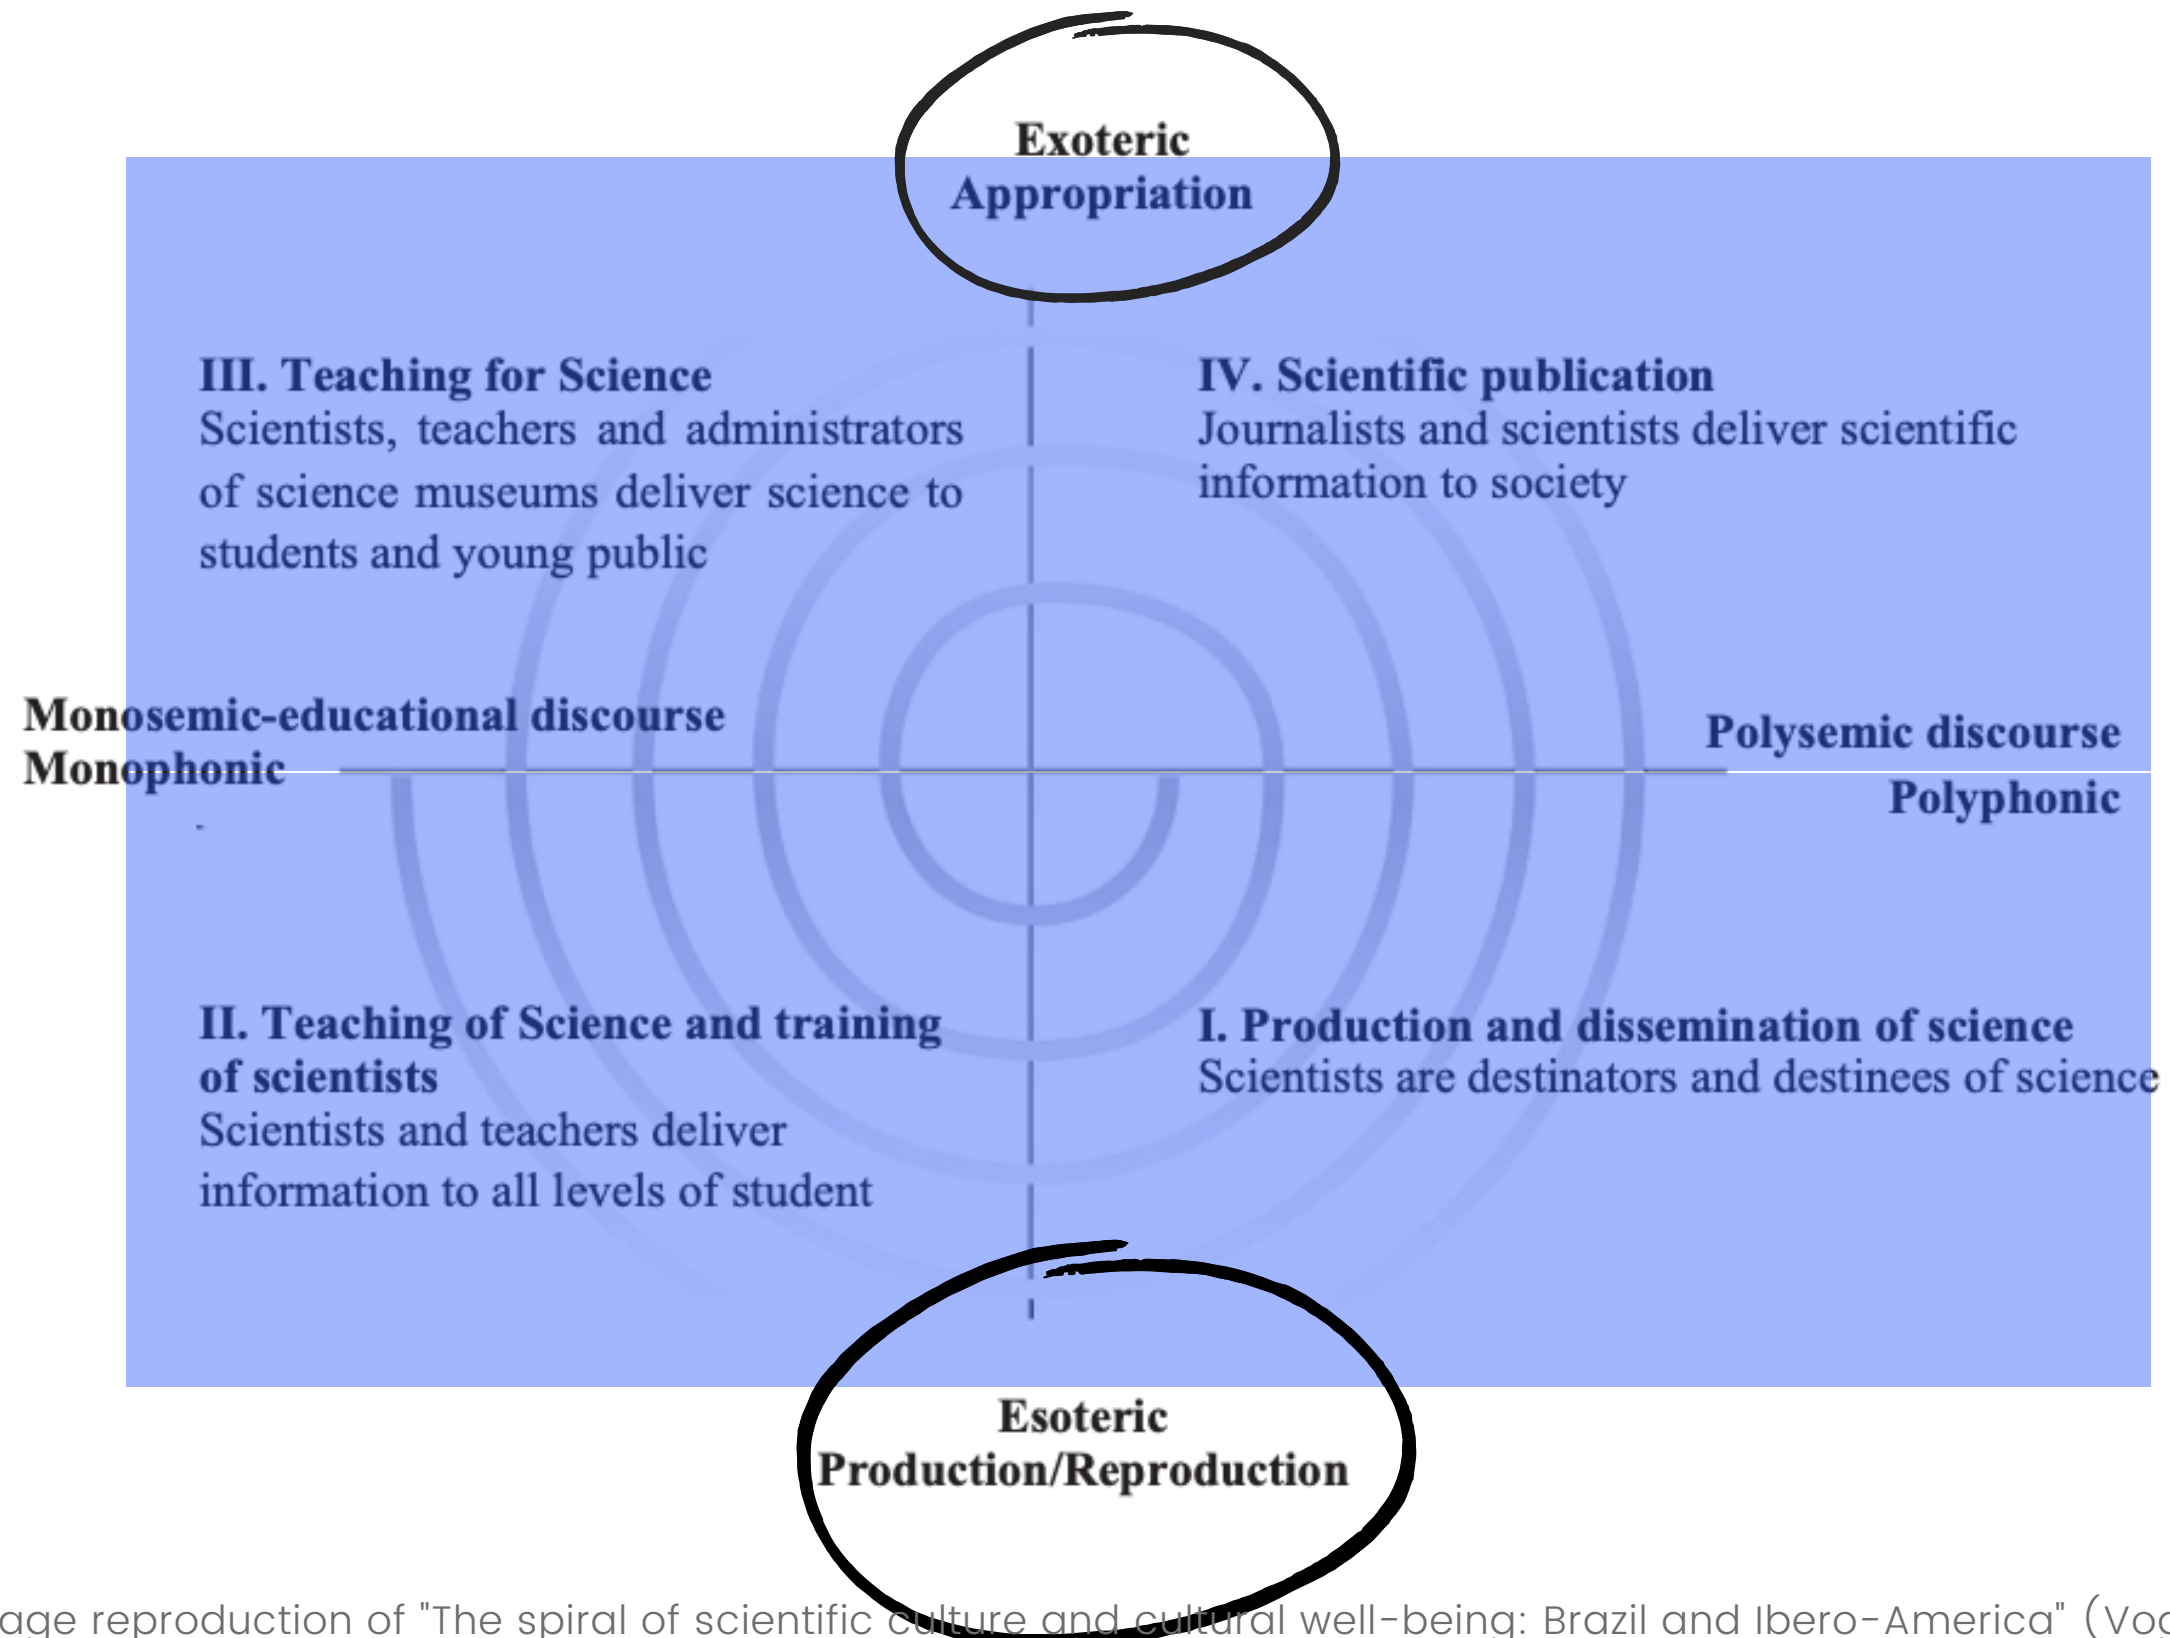 Exoteric
Appropriation
III. Teaching for Science
Scientists, teachers and administrators
of science museums deliver science to
students and young public
IV. Scientific publication
Journalists and scientists deliver scientific
information to society
Monosemic-educational discourse
Monophonic
Polysemic discourse
Polyphonic
II. Teaching of Science and training
of scientists
Scientists and teachers deliver
information to all levels of student
I. Production and dissemination of science
Scientists are destinators and destinees of science
Esoteric
Production/Reproduction
reproduction of "The spiral of scientific culture and cultural well-being: Brazil and Ibero-America"